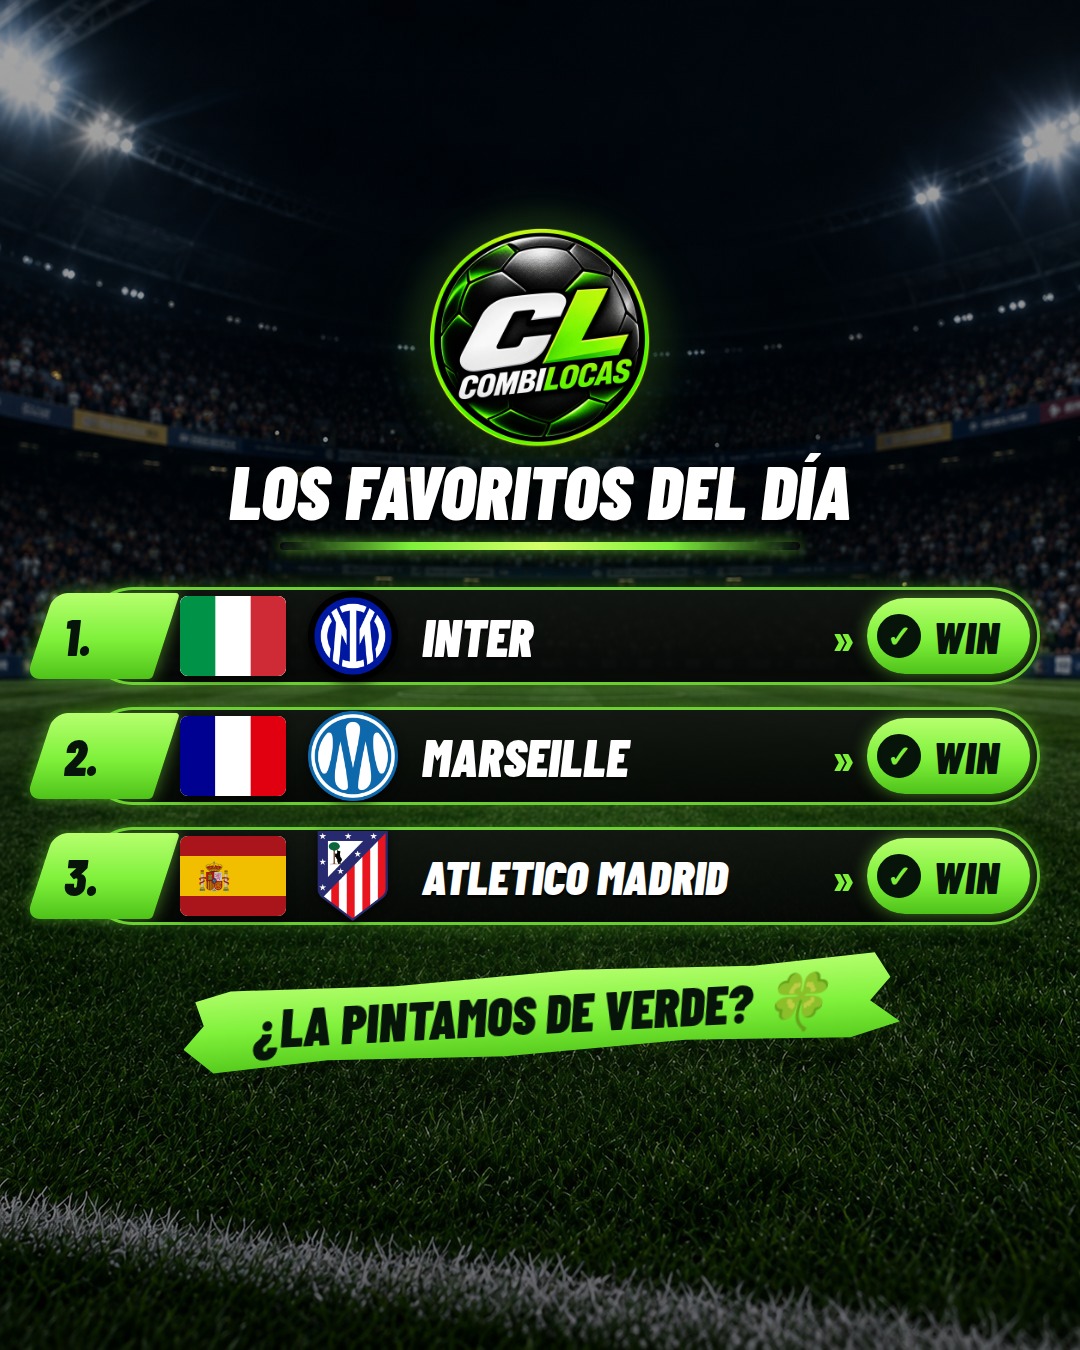 CL
COMBILOCAS
LOS FAVORITOS DEL DÍA
1. INTER » ✓ WIN
2. MARSEILLE » ✓ WIN
3. ATLETICO MADRID » ✓ WIN
¿LA PINTAMOS DE VERDE? 🍀